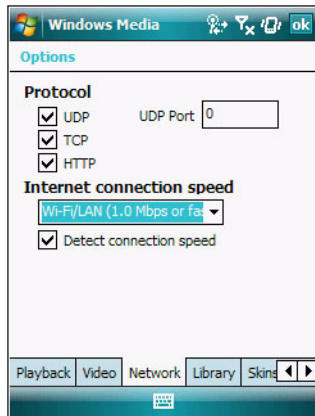 Windows Media ok
Options
Protocol
UDP UDP Port 0
TCP
HTTP
Internet connection speed
Wi-Fi/LAN (1.0 Mbps or fa
Detect connection speed
Playback Video Network Library Skins